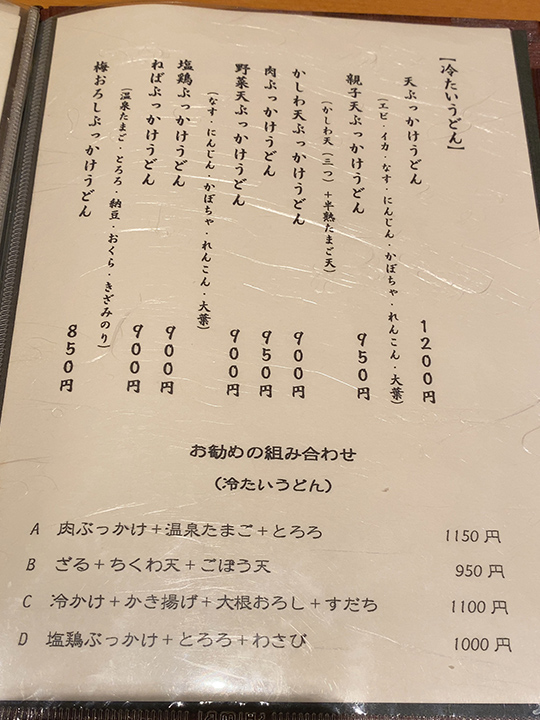 【冷たいうどん】
天ぶっかけうどん 1200円
(エビ・イカ・なす・にんじん・かぼちゃ・れんこん・大葉)
親子天ぶっかけうどん 950円
(かしわ天(三つ)+半熟たまご天)
かしわ天ぶっかけうどん 900円
肉ぶっかけうどん 950円
野菜天ぶっかけうどん 900円
(なす・にんじん・かぼちゃ・れんこん・大葉)
塩鶏ぶっかけうどん 900円
ねばぶっかけうどん 900円
(温泉たまご・とろろ・納豆・おくら・きざみのり)
梅おろしぶっかけうどん 850円
お勧めの組み合わせ
(冷たいうどん)
A 肉ぶっかけ+温泉たまご+とろろ 1150円
B ざる+ちくわ天+ごぼう天 950円
C 冷かけ+かき揚げ+大根おろし+すだち 1100円
D 塩鶏ぶっかけ+とろろ+わさび 1000円